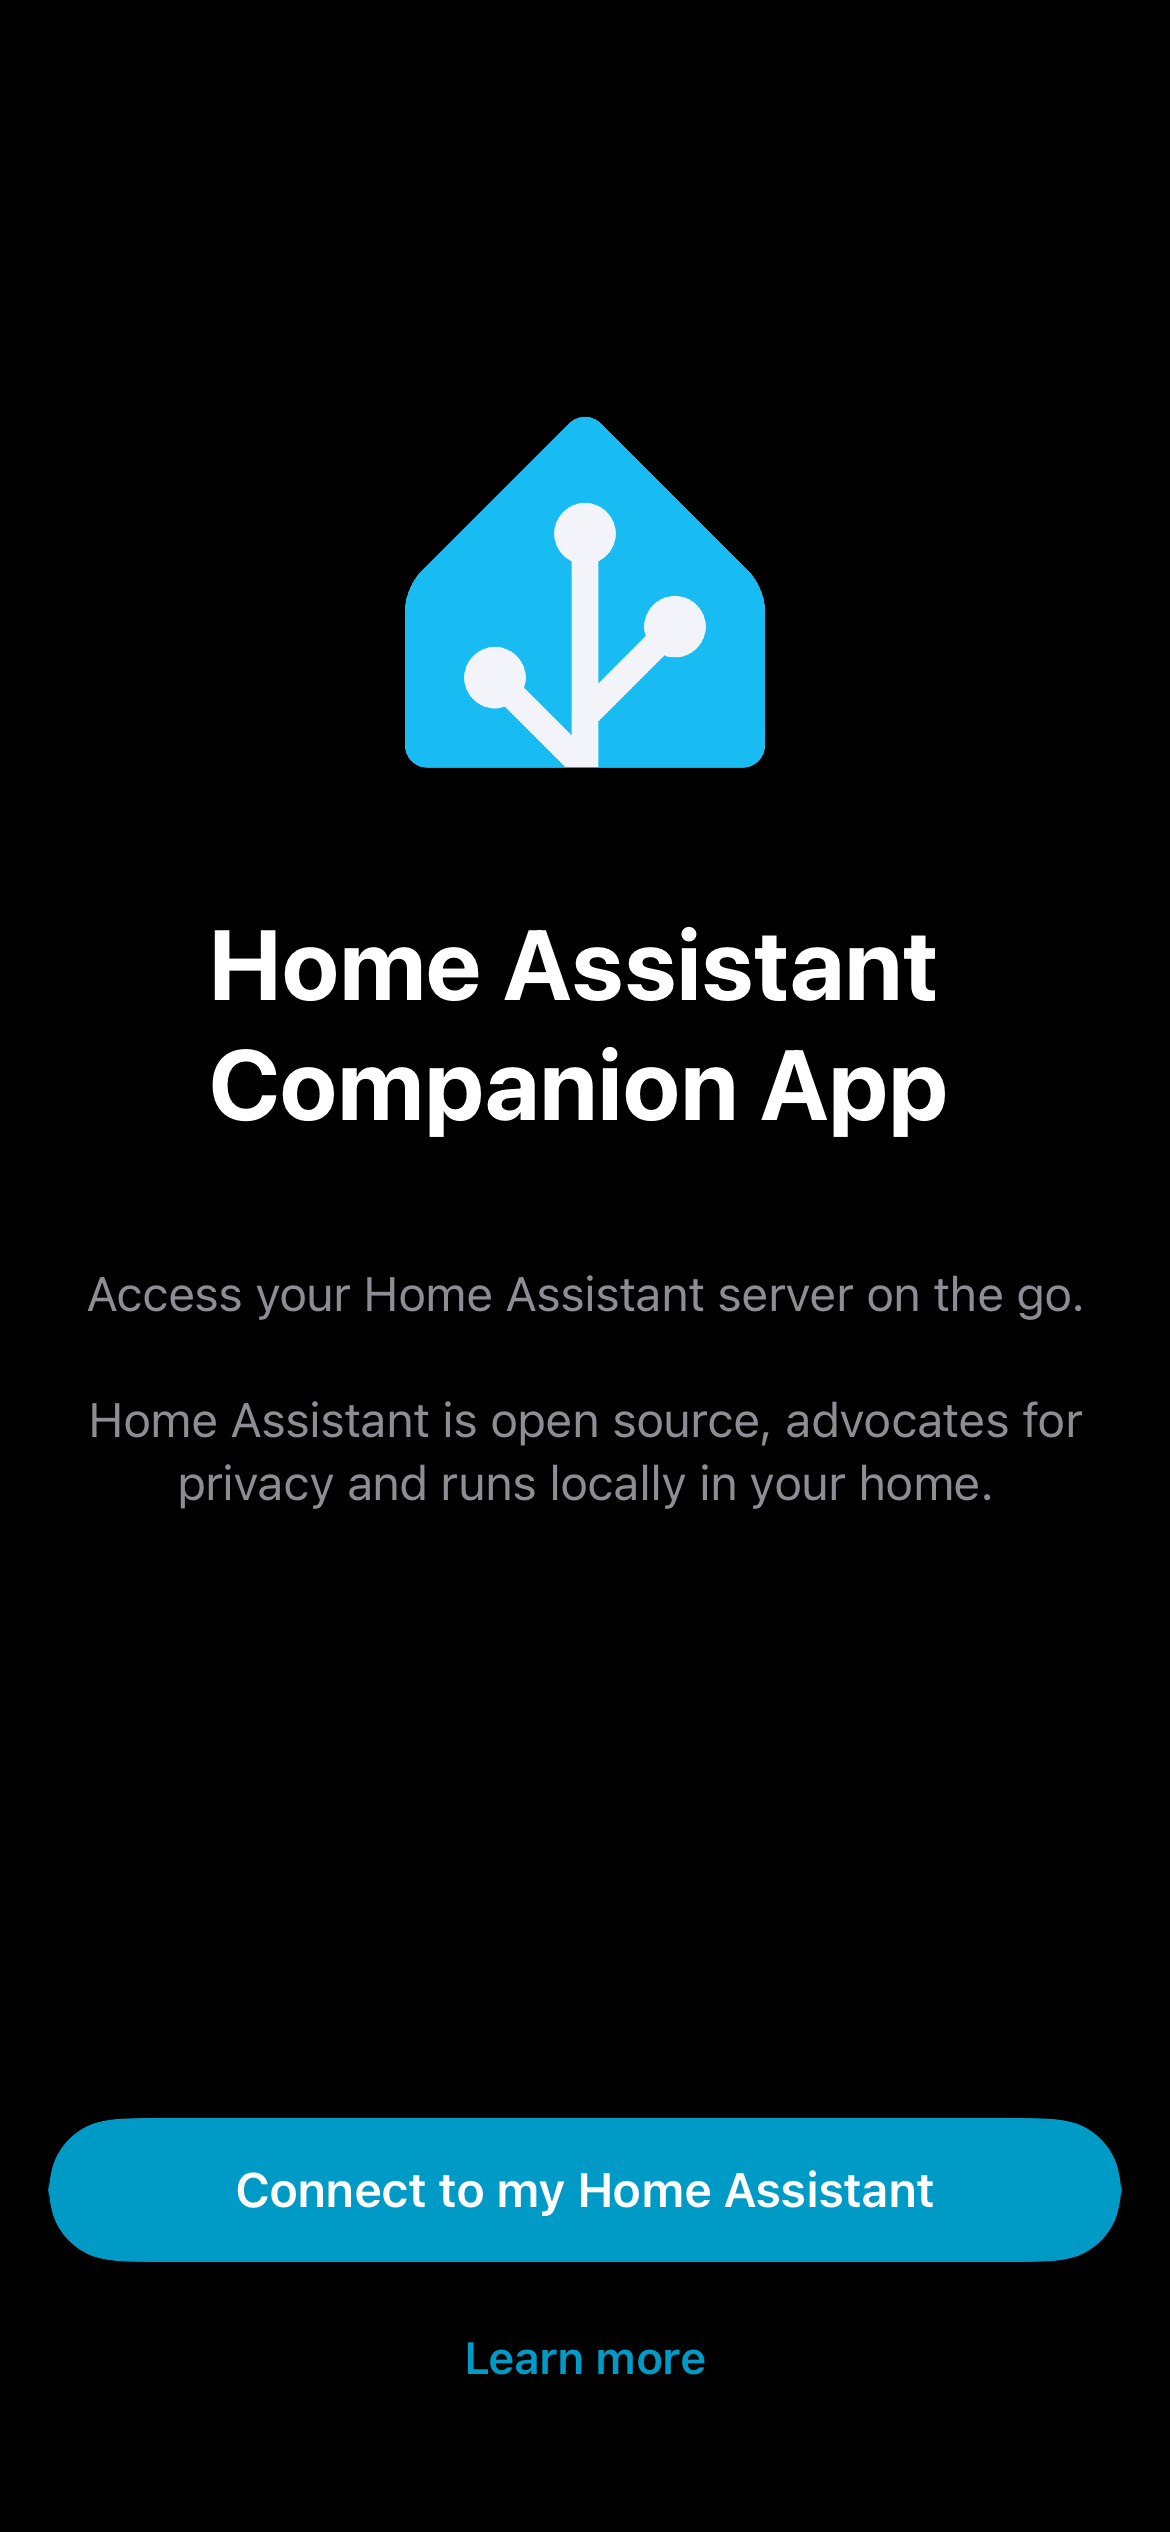 Home Assistant
Companion App
Access your Home Assistant server on the go.
Home Assistant is open source, advocates for
privacy and runs locally in your home.
Connect to my Home Assistant
Learn more